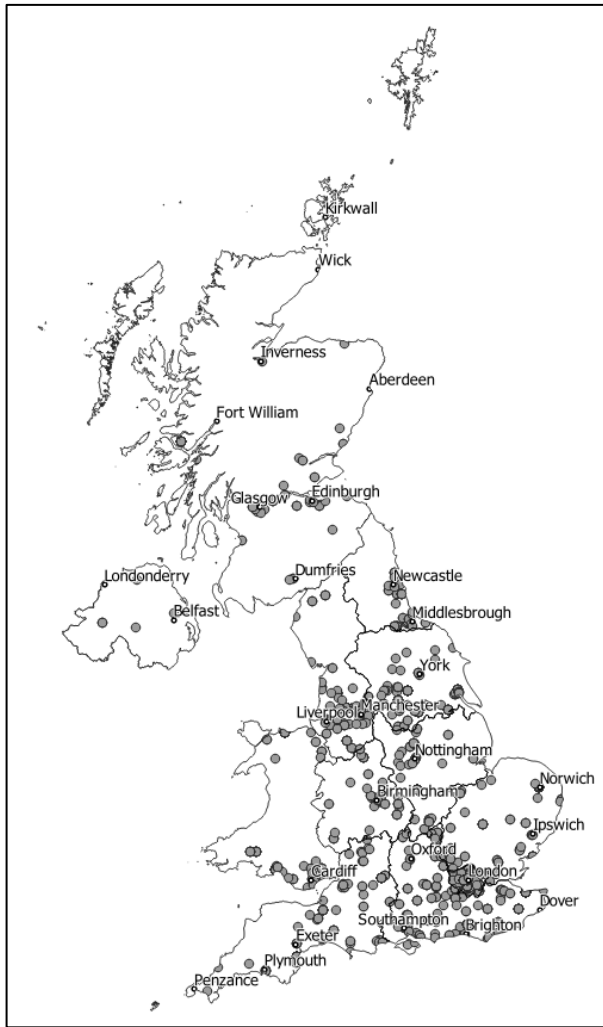 Kirkwall
Wick
Inverness
Aberdeen
Fort William
Glasgow
Edinburgh
Londonderry
Dumfries
Newcastle
Belfast
Middlesbrough
York
Liverpool
Manchester
Nottingham
Norwich
Birmingham
Ipswich
Oxford
Cardiff
London
Dover
Southampton
Brighton
Exeter
Plymouth
Penzance